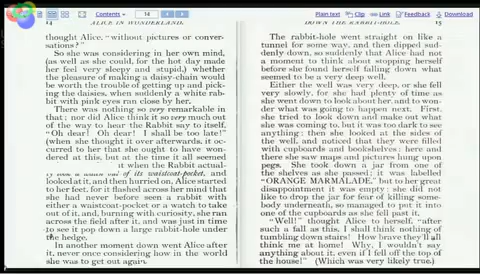 Contents
14
Plain text
Clip
Link
Feedback
Download
14 ALICE IN WONDERLAND.
thought Alice, "without pictures or conver-
sations?"
So she was considering in her own mind,
(as well as she could, for the hot day made
her feel very sleepy and stupid,) whether
the pleasure of making a daisy-chain would
be worth the trouble of getting up and pick-
ing the daisies, when suddenly a white rab-
bit with pink eyes ran close by her.
There was nothing so very remarkable in
that; nor did Alice think it so very much out
of the way to hear the Rabbit say to itself,
"Oh dear! Oh dear! I shall be too late!"
(when she thought it over afterwards, it oc-
curred to her that she ought to have won-
dered at this, but at the time it all seemed
it when the Rabbit actual-
of its waistcoat-pocket, and
looked at it, and then hurried on, Alice started
to her feet, for it flashed across her mind that
she had never before seen a rabbit with
either a waistcoat-pocket or a watch to take
out of it, and, burning with curiosity, she ran
across the field after it, and was just in time
to see it pop down a large rabbit-hole under
the hedge.
In another moment down went Alice after
it, never once considering how in the world
she was to get out again.
DOWN THE RABBIT-HOLE. 15
The rabbit-hole went straight on like a
tunnel for some way, and then dipped sud-
denly down, so suddenly that Alice had not
a moment to think about stopping herself
before she found herself falling down what
seemed to be a very deep well.
Either the well was very deep, or she fell
very slowly, for she had plenty of time as
she went down to look about her, and to won-
der what was going to happen next. First,
she tried to look down and make out what
she was coming to, but it was too dark to see
anything: then she looked at the sides of
the well, and noticed that they were filled
with cupboards and bookshelves: here and
there she saw maps and pictures hung upon
pegs. She took down a jar from one of
the shelves as she passed; it was labelled
"ORANGE MARMALADE," but to her great
disappointment it was empty: she did not
like to drop the jar for fear of killing some-
body underneath, so managed to put it into
one of the cupboards as she fell past it.
"Well!" thought Alice to herself, "after
such a fall as this, I shall think nothing of
tumbling down stairs! How brave they'll all
think me at home! Why, I wouldn't say
anything about it, even if I fell off the top of
the house!" (Which was very likely true.)